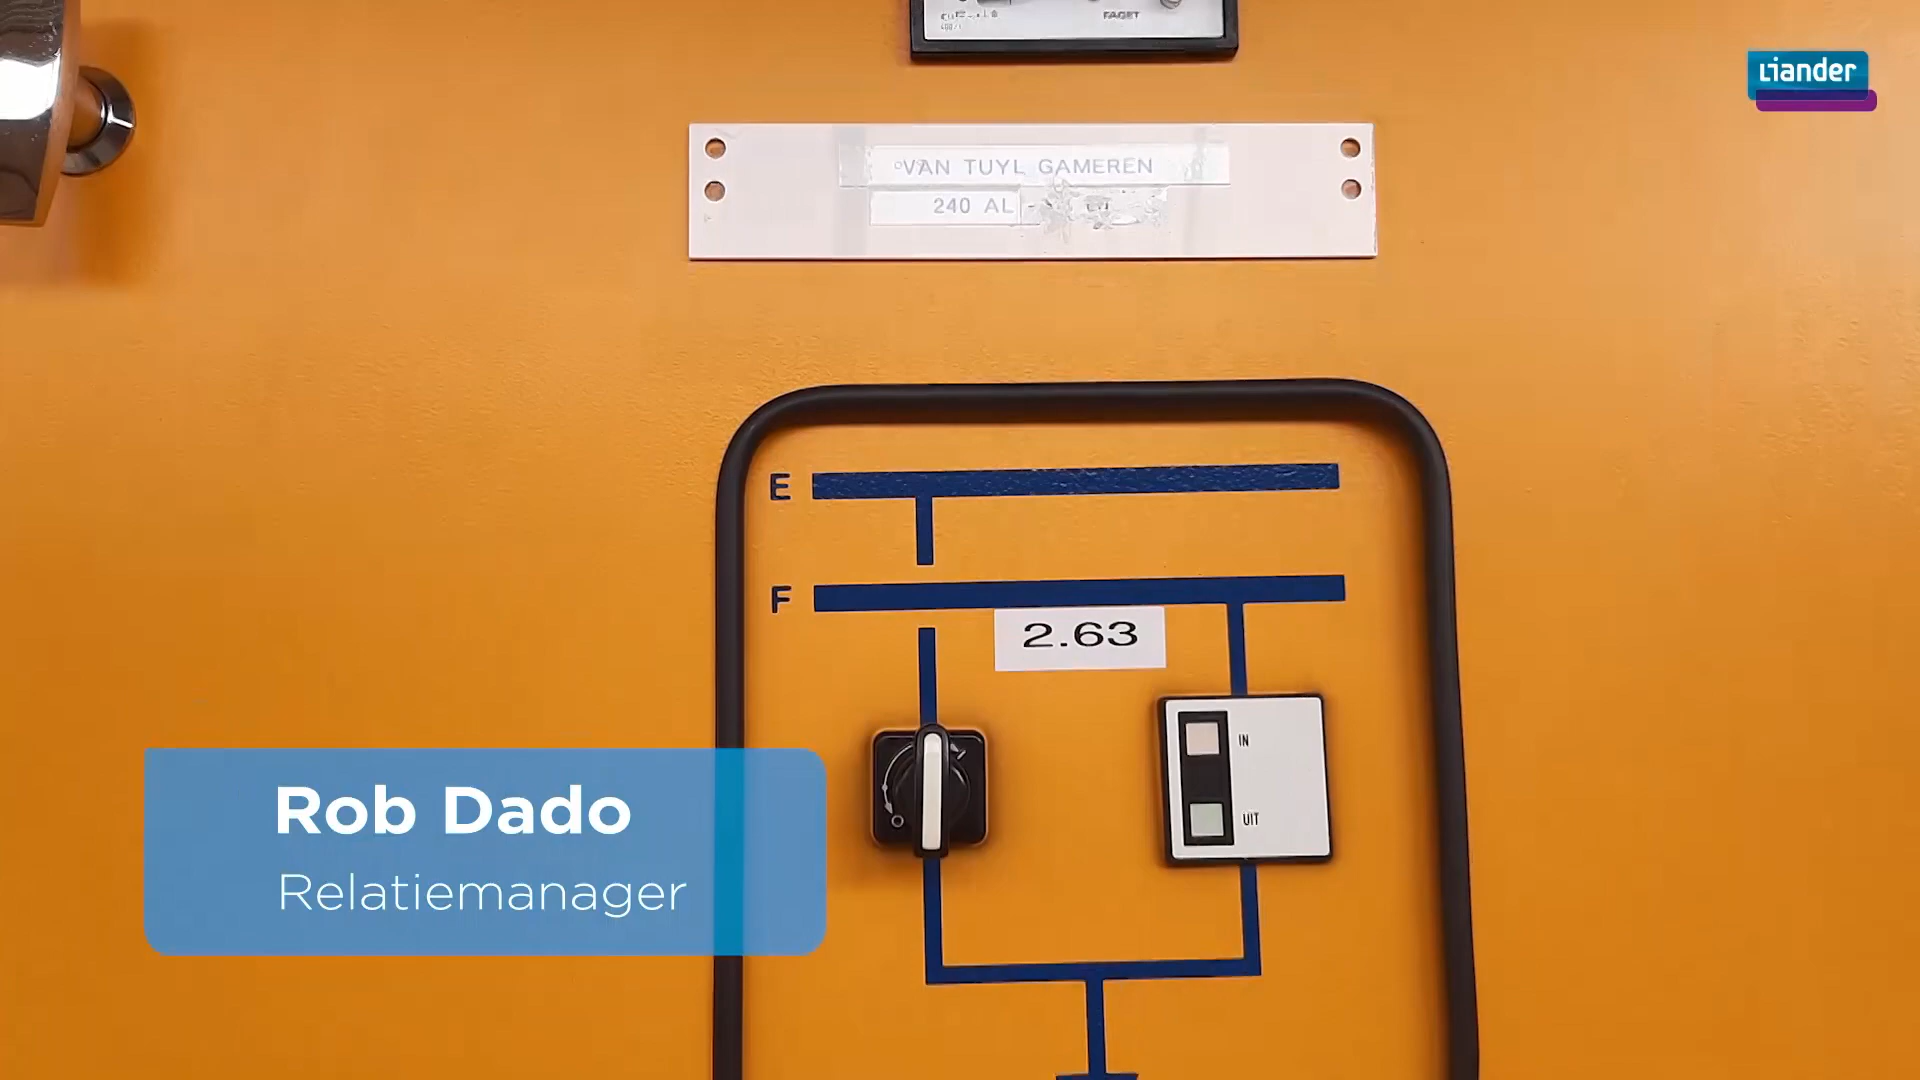 FAGET
Liander
VAN TUYL GAMEREN
240 AL
E
F
2.63
IN
UIT
Rob Dado
Relatiemanager